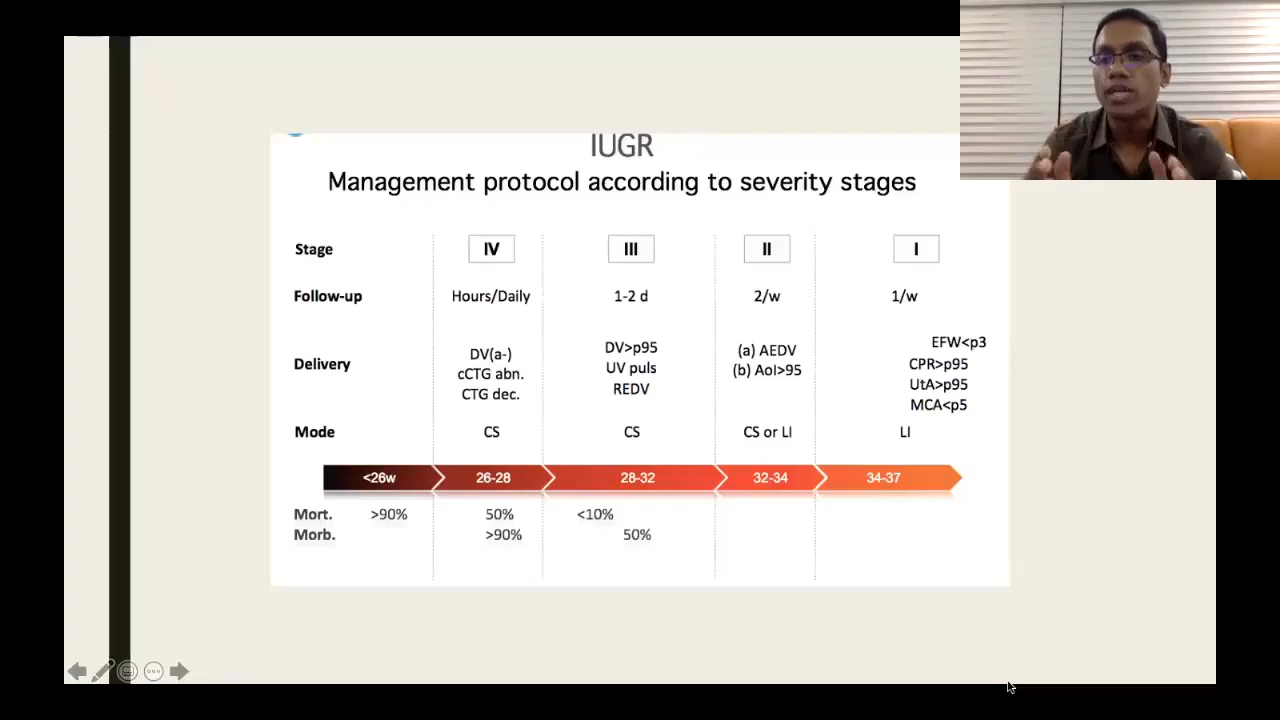 IUGR
Management protocol according to severity stages
Stage IV III II I
Follow-up Hours/Daily 1-2 d 2/w 1/w
Delivery
DV(a-)
cCTG abn.
CTG dec.
DV>p95
UV puls
REDV
(a) AEDV
(b) AoI>95
EFW<p3
CPR>p95
UtA>p95
MCA<p5
Mode CS CS CS or LI LI
<26w 26-28 28-32 32-34 34-37
Mort. >90% 50% <10%
Morb. >90% 50%